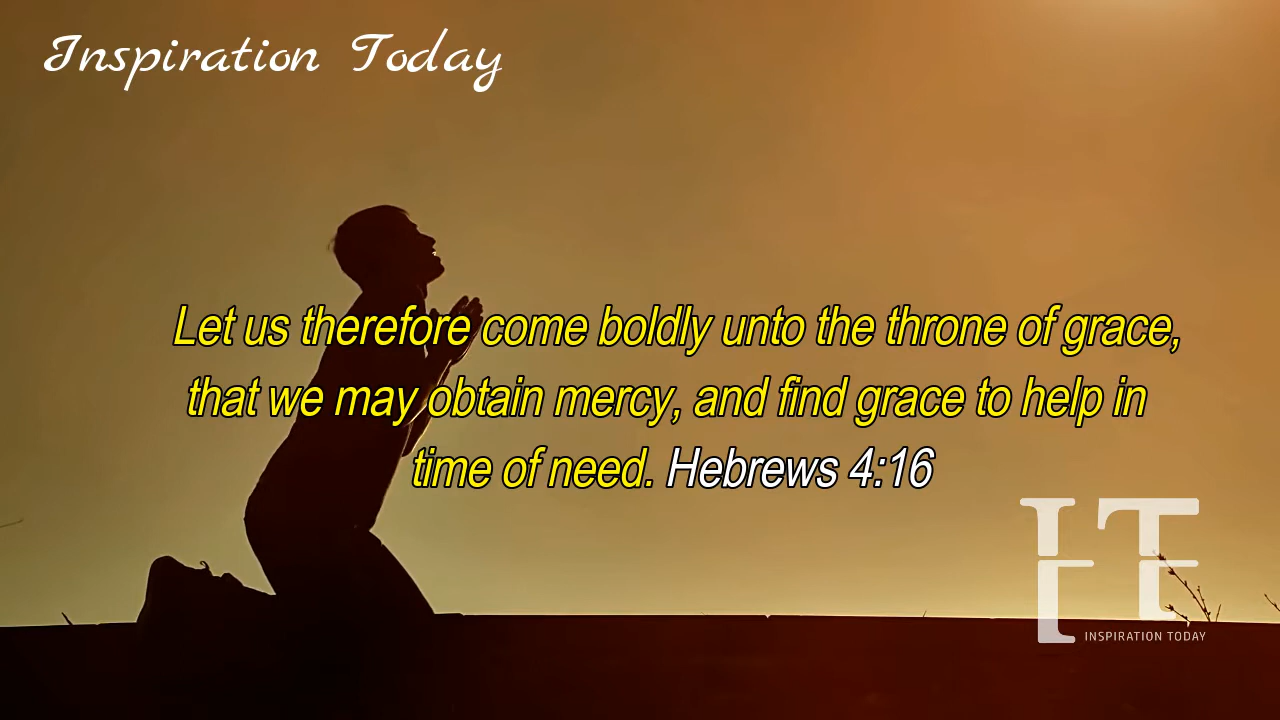 Inspiration Today
Let us therefore come boldly unto the throne of grace,
that we may obtain mercy, and find grace to help in
time of need. Hebrews 4:16
IT
INSPIRATION TODAY